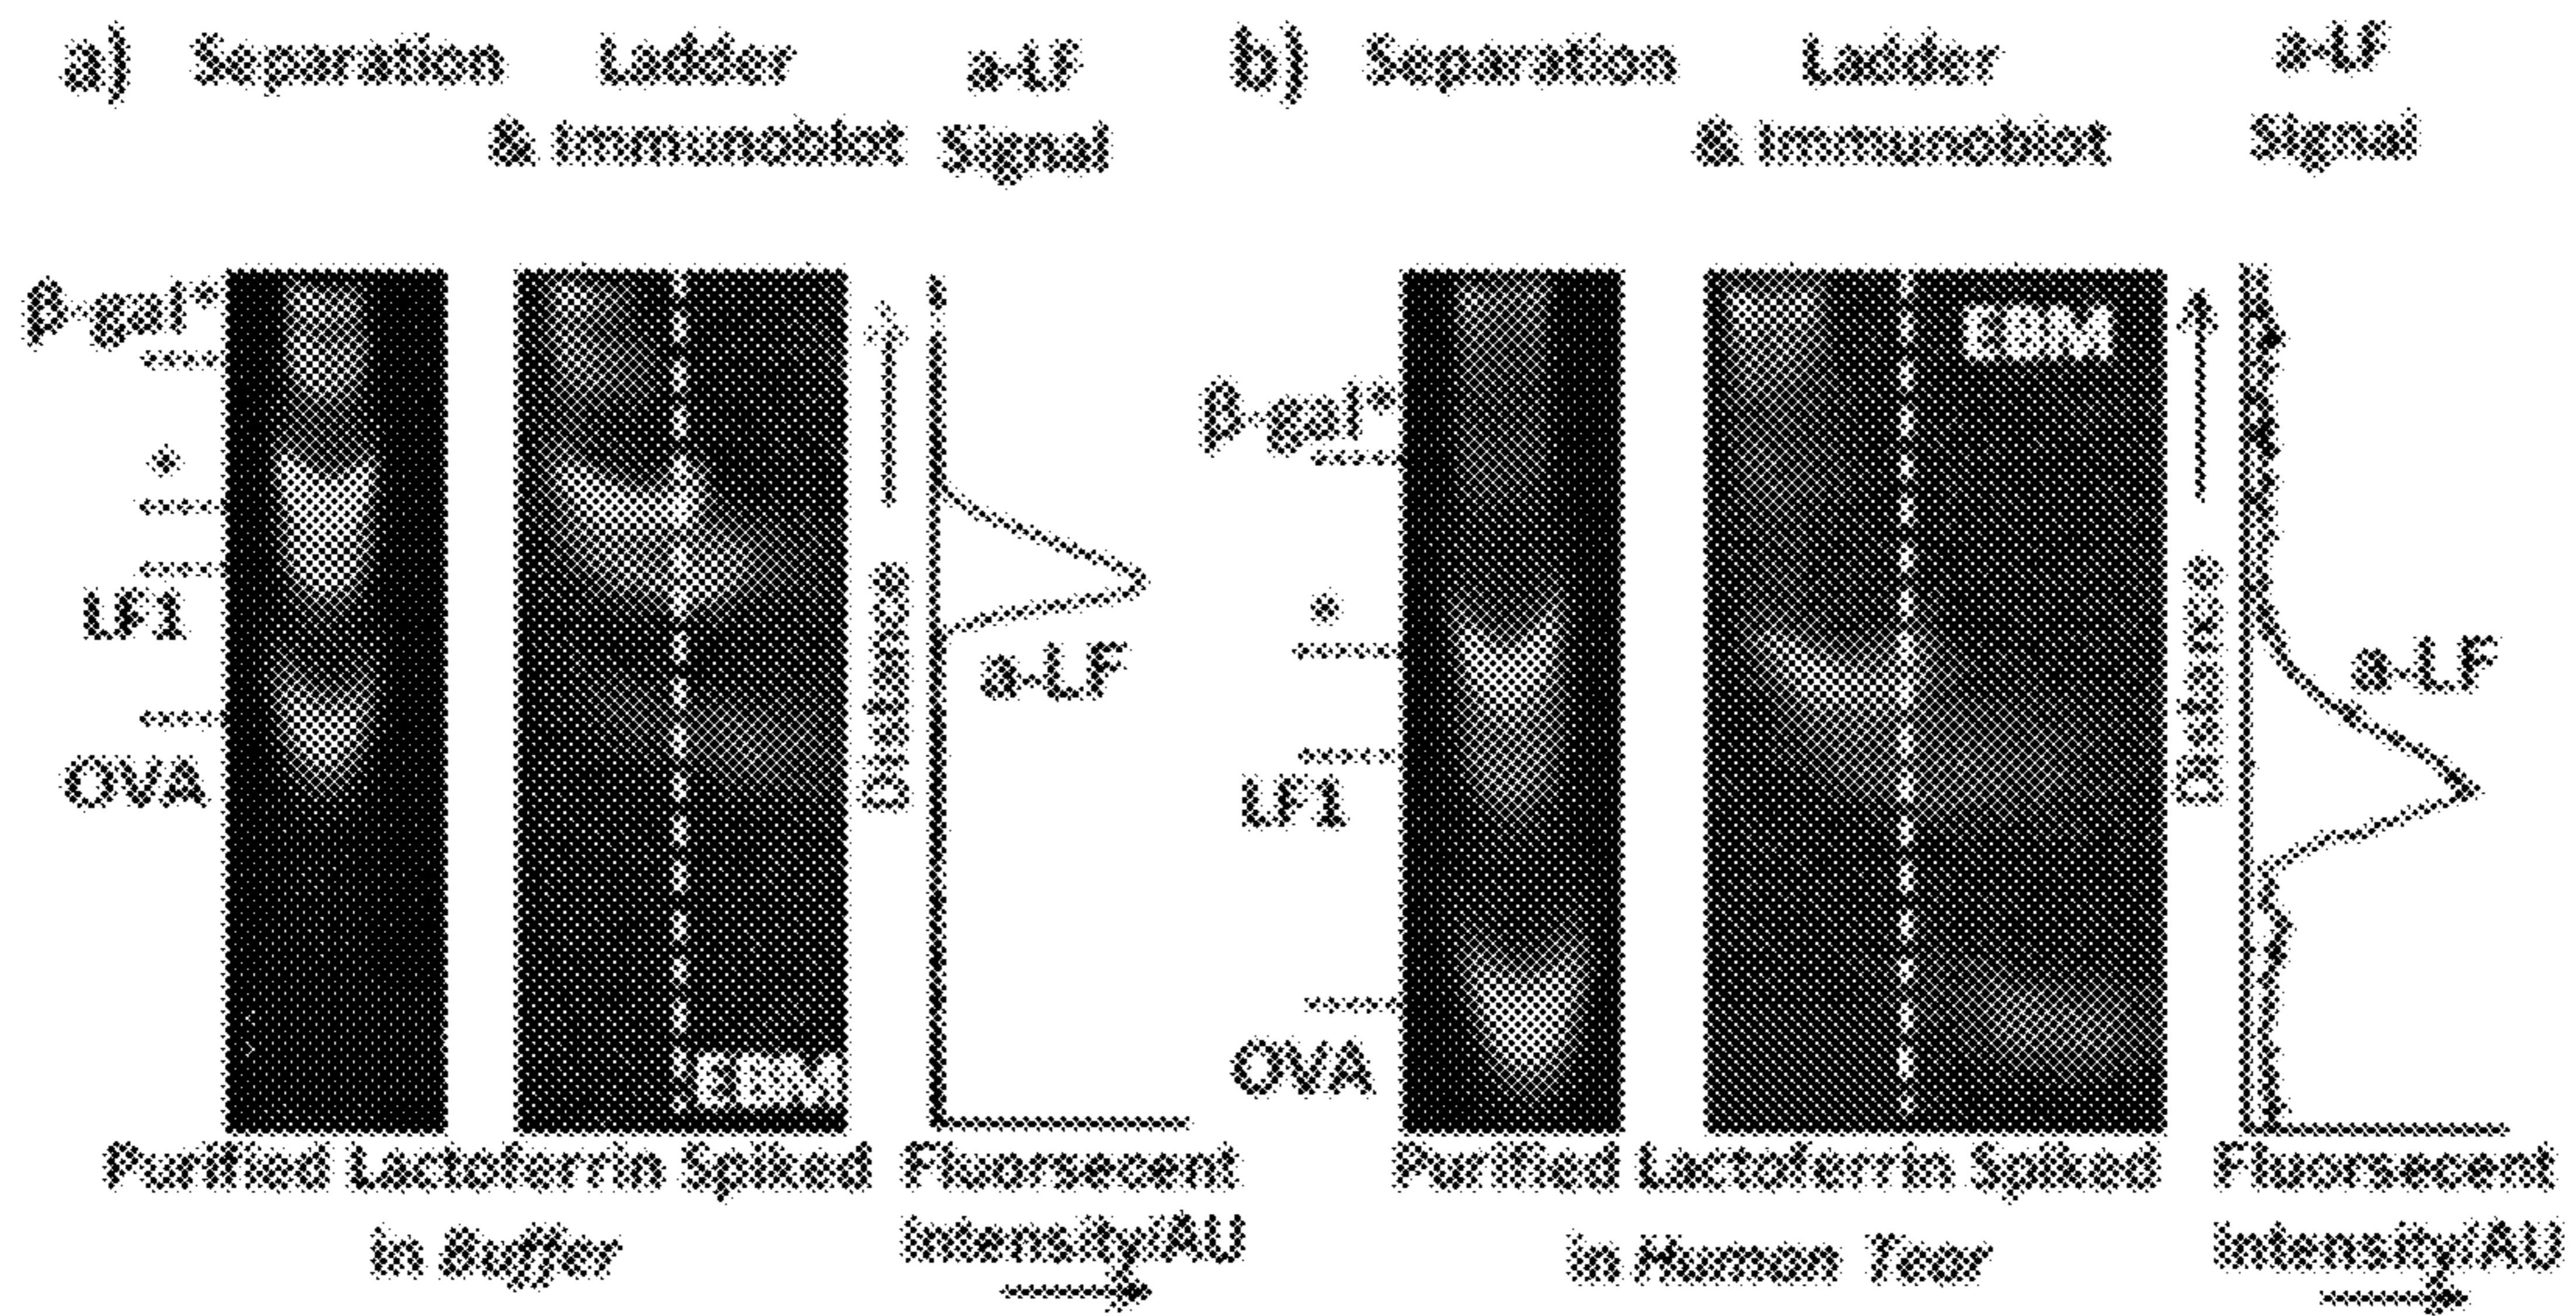 a) Separation Ladder a-LF
& Immunoblot Signal
β-gal*
*
LF1
OVA
Distance
a-LF
Purified Lactoferrin Spiked
in Buffer
Fluorsecent
Intensity/AU
b) Separation Ladder a-LF
& Immunoblot Signal
β-gal*
*
LF1
OVA
Distance
a-LF
Purified Lactoferrin Spiked
in Human Tear
Fluorsecent
Intensity/AU